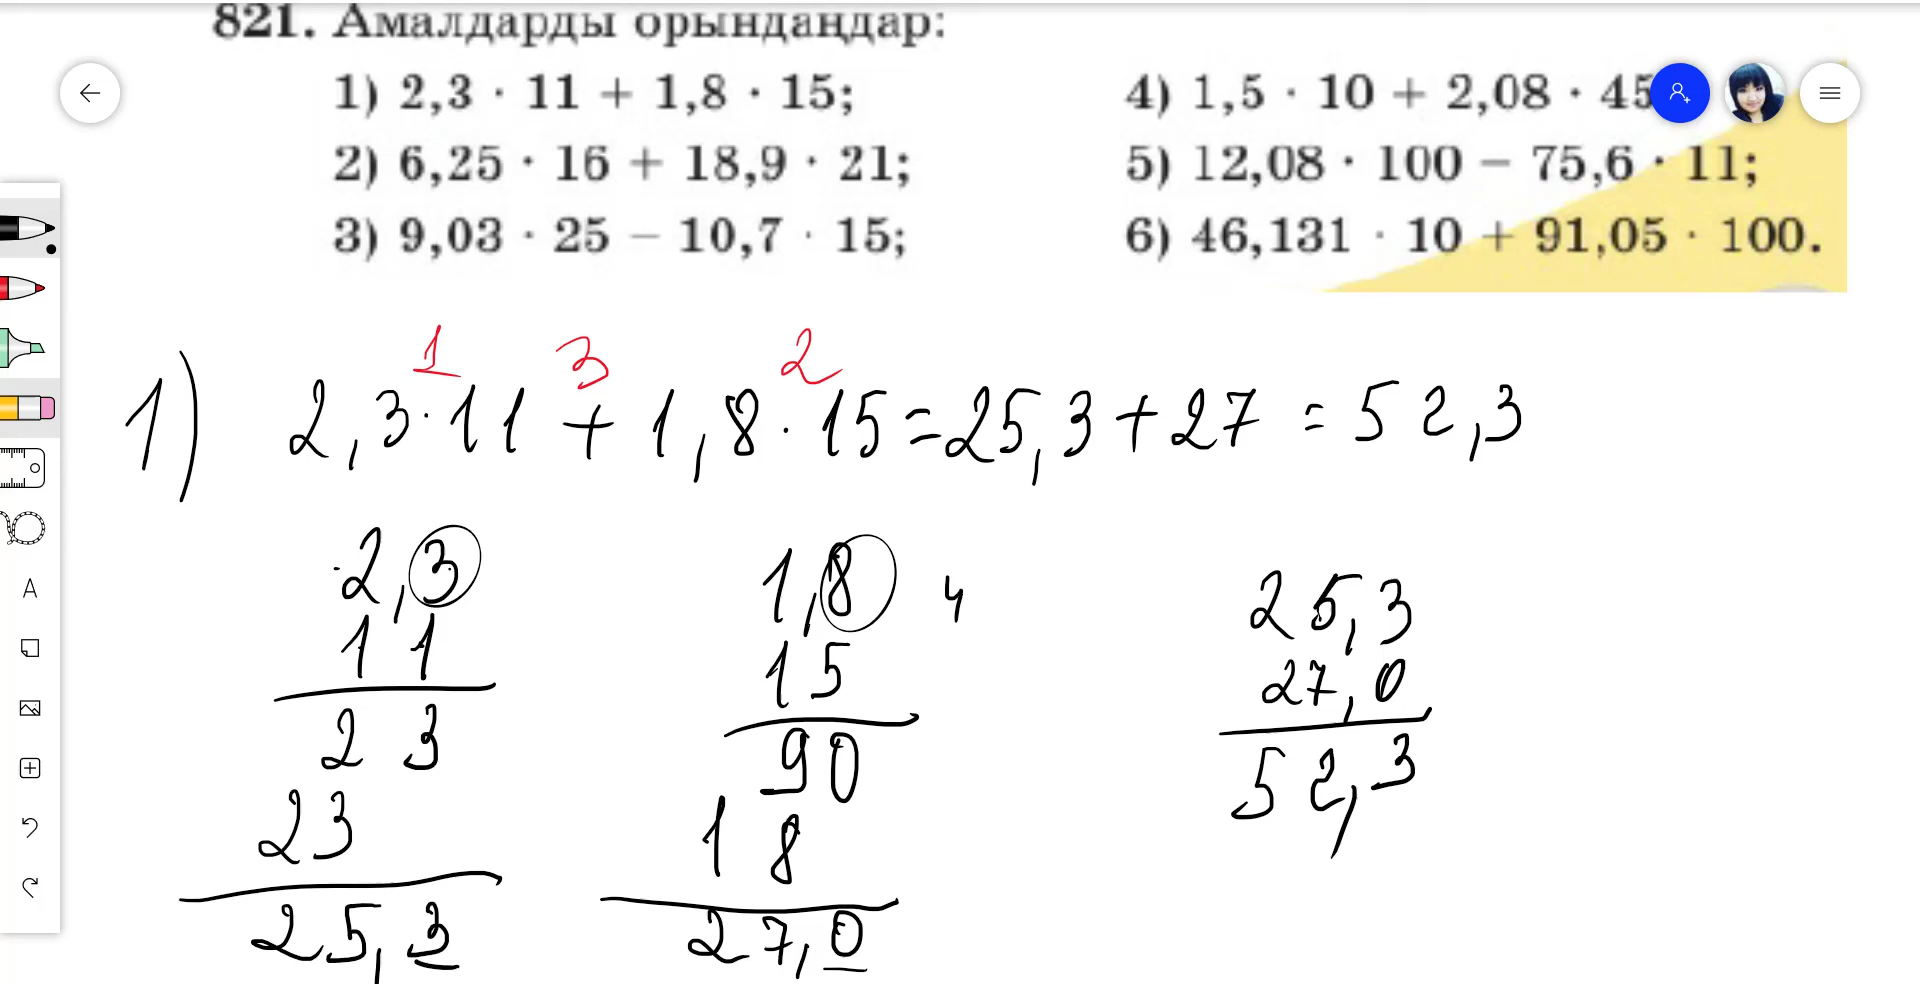 821. Амалдарды орындаңдар:
1) 2,3 · 11 + 1,8 · 15;
2) 6,25 · 16 + 18,9 · 21;
3) 9,03 · 25 − 10,7 · 15;
4) 1,5 · 10 + 2,08 · 45
5) 12,08 · 100 − 75,6 · 11;
6) 46,131 · 10 + 91,05 · 100.
1 3 2
1) 2,3 · 11 + 1,8 · 15 = 25,3 + 27 = 52,3
2,3
11
23
23
25,3
1,8 4
15
90
18
27,0
25,3
27,0
52,3
A